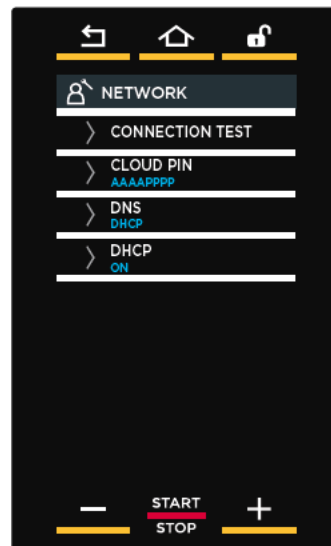 NETWORK
CONNECTION TEST
CLOUD PIN
AAAAPPPP
DNS
DHCP
DHCP
ON
START
STOP